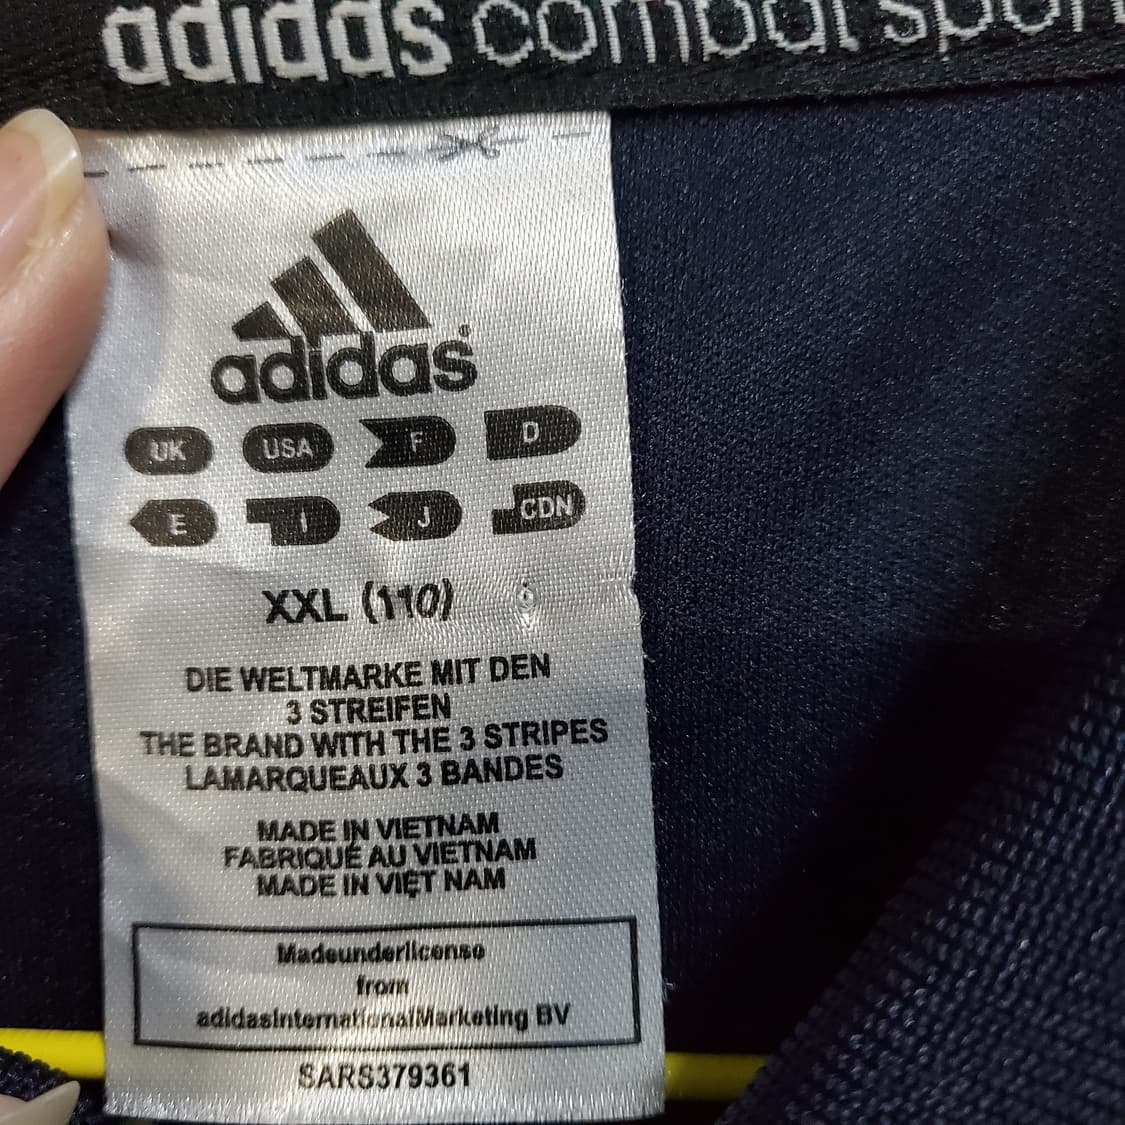 adidas combat sport
adidas®
UK USA F D
E I J CDN
XXL (110)
DIE WELTMARKE MIT DEN
3 STREIFEN
THE BRAND WITH THE 3 STRIPES
LAMARQUEAUX 3 BANDES
MADE IN VIETNAM
FABRIQUÉ AU VIETNAM
MADE IN VIỆT NAM
Madeunderlicense
from
adidasInternationalMarketing BV
SARS379361